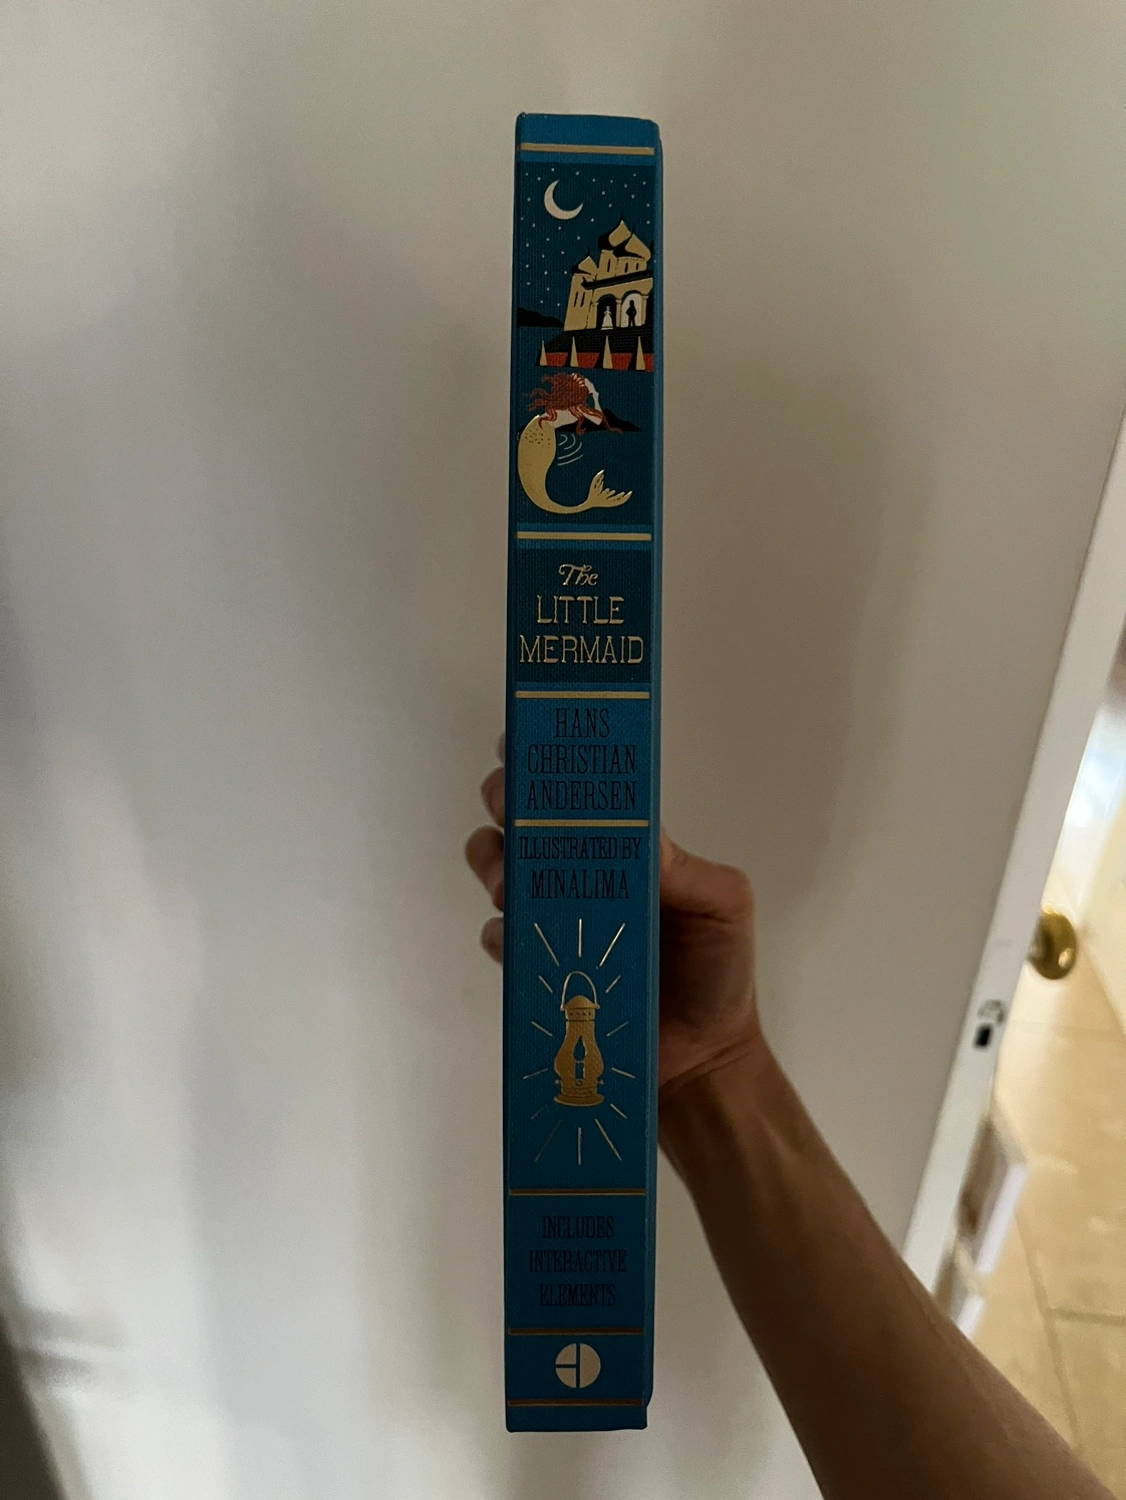 The
LITTLE
MERMAID
HANS
CHRISTIAN
ANDERSEN
ILLUSTRATED BY
MINALIMA
INCLUDES
INTERACTIVE
ELEMENTS